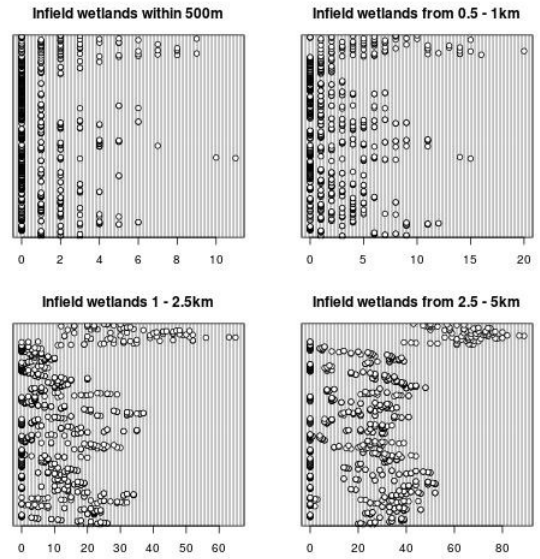 Infield wetlands within 500m
0 2 4 6 8 10
Infield wetlands from 0.5 - 1km
0 5 10 15 20
Infield wetlands 1 - 2.5km
0 10 20 30 40 50 60
Infield wetlands from 2.5 - 5km
0 20 40 60 80